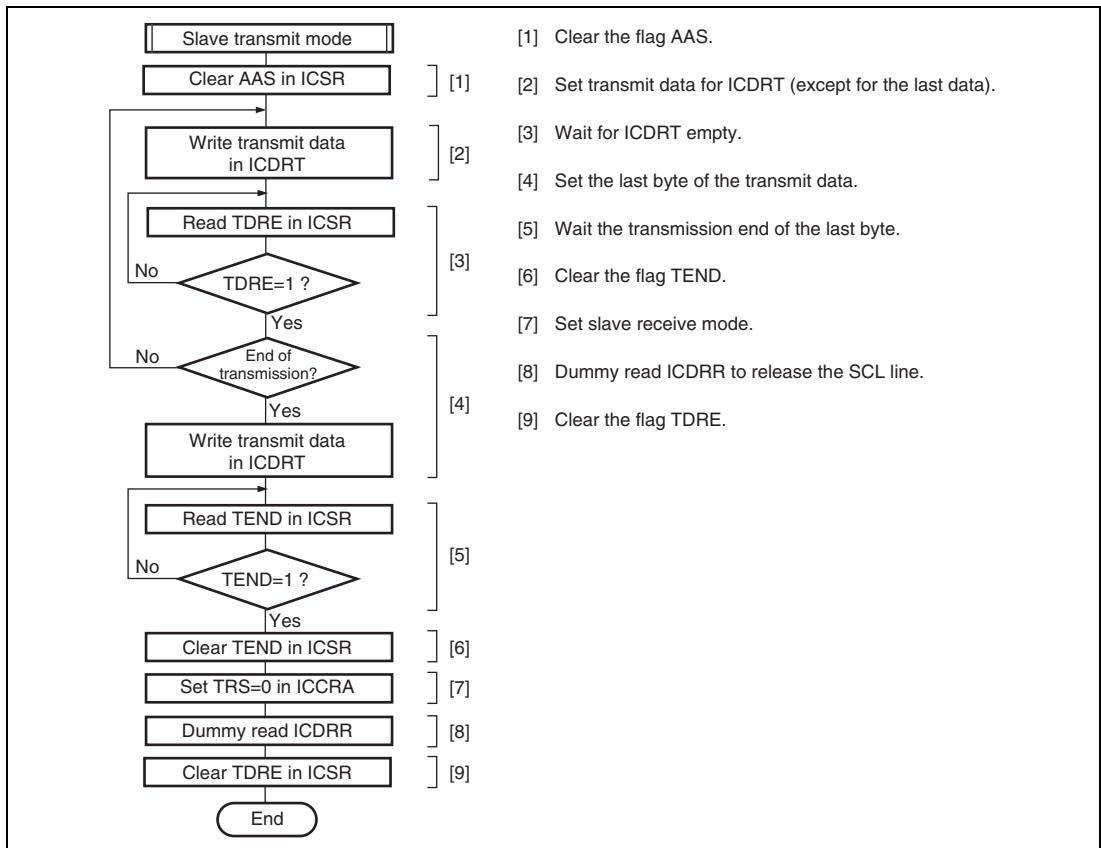 Slave transmit mode
Clear AAS in ICSR
[1]
Write transmit data
in ICDRT
[2]
Read TDRE in ICSR
No
TDRE=1 ?
[3]
Yes
No
End of
transmission?
Yes
[4]
Write transmit data
in ICDRT
Read TEND in ICSR
No
TEND=1 ?
[5]
Yes
Clear TEND in ICSR
[6]
Set TRS=0 in ICCRA
[7]
Dummy read ICDRR
[8]
Clear TDRE in ICSR
[9]
End
[1] Clear the flag AAS.
[2] Set transmit data for ICDRT (except for the last data).
[3] Wait for ICDRT empty.
[4] Set the last byte of the transmit data.
[5] Wait the transmission end of the last byte.
[6] Clear the flag TEND.
[7] Set slave receive mode.
[8] Dummy read ICDRR to release the SCL line.
[9] Clear the flag TDRE.